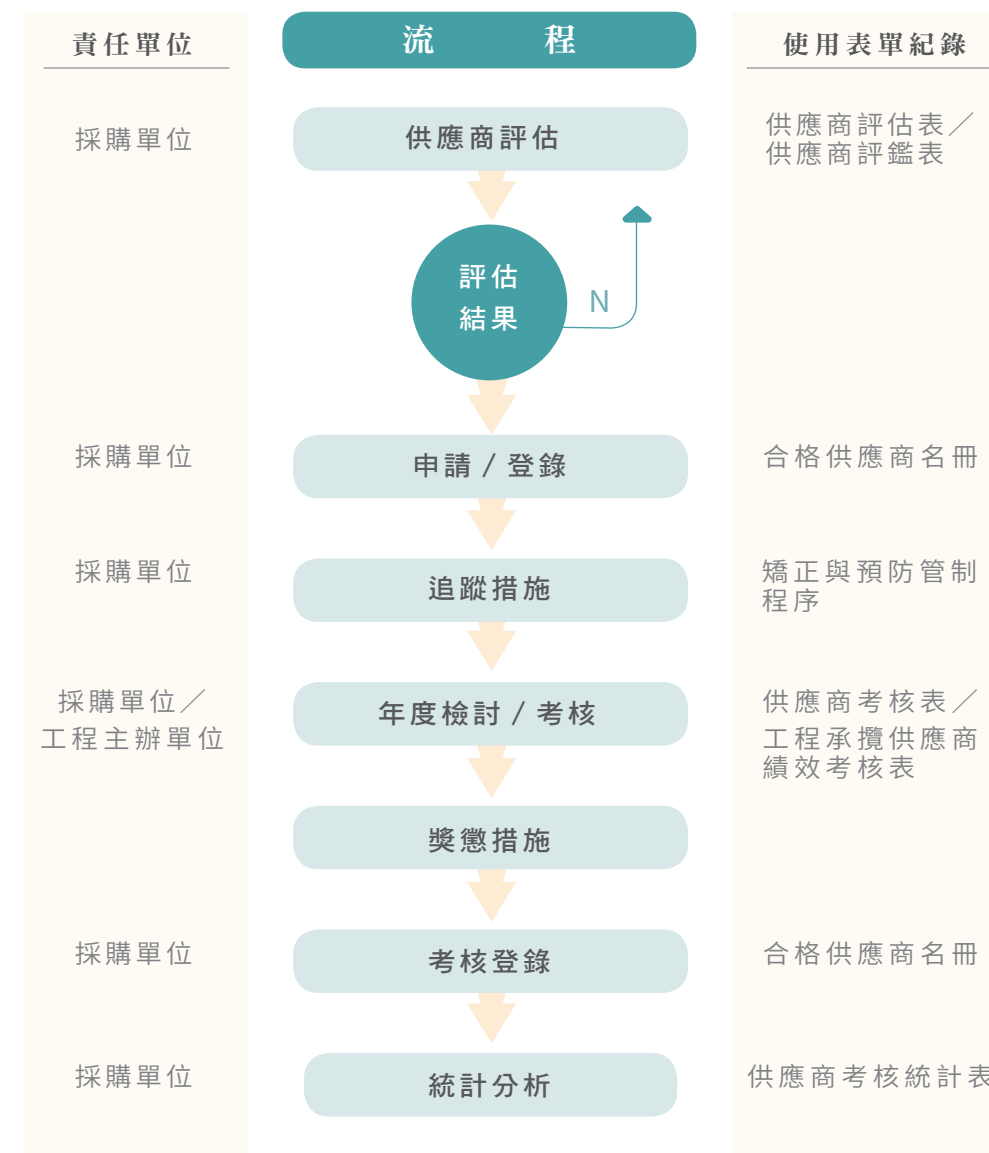 責任單位
流程
使用表單紀錄
採購單位
供應商評估
供應商評估表／
供應商評鑑表
評估
結果
N
採購單位
申請 / 登錄
合格供應商名冊
採購單位
追蹤措施
矯正與預防管制
程序
採購單位／
工程主辦單位
年度檢討 / 考核
供應商考核表／
工程承攬供應商
績效考核表
獎懲措施
採購單位
考核登錄
合格供應商名冊
採購單位
統計分析
供應商考核統計表